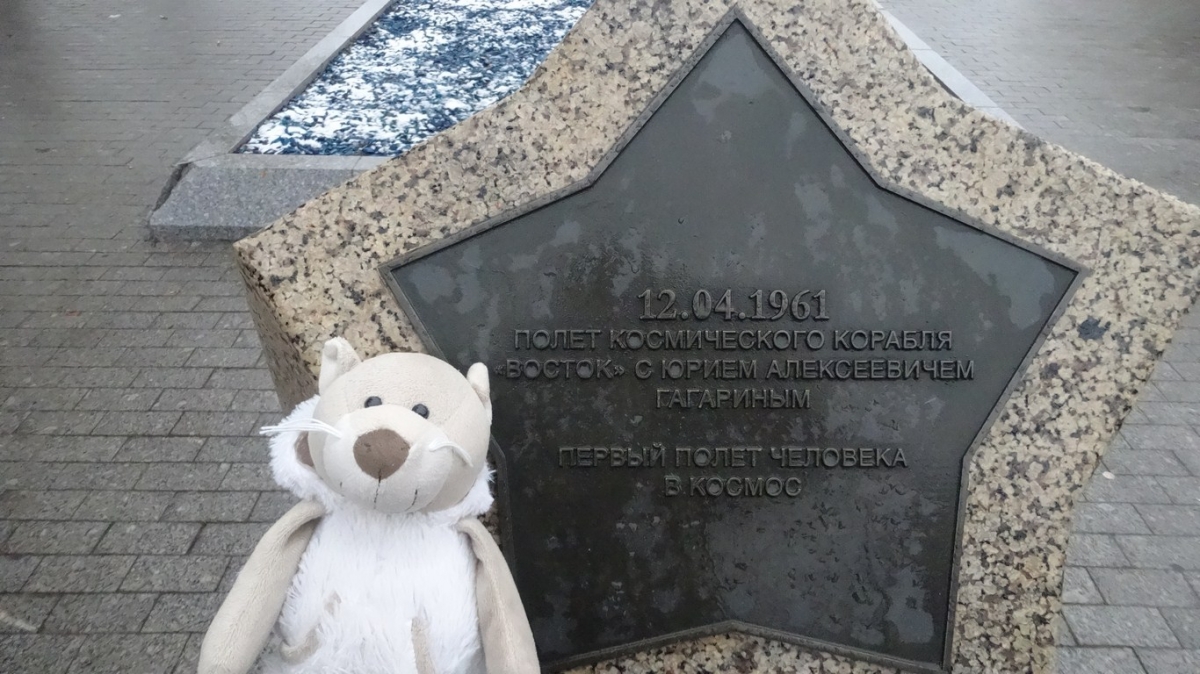 12.04.1961
ПОЛЕТ КОСМИЧЕСКОГО КОРАБЛЯ
«ВОСТОК» С ЮРИЕМ АЛЕКСЕЕВИЧЕМ
ГАГАРИНЫМ
ПЕРВЫЙ ПОЛЕТ ЧЕЛОВЕКА
В КОСМОС